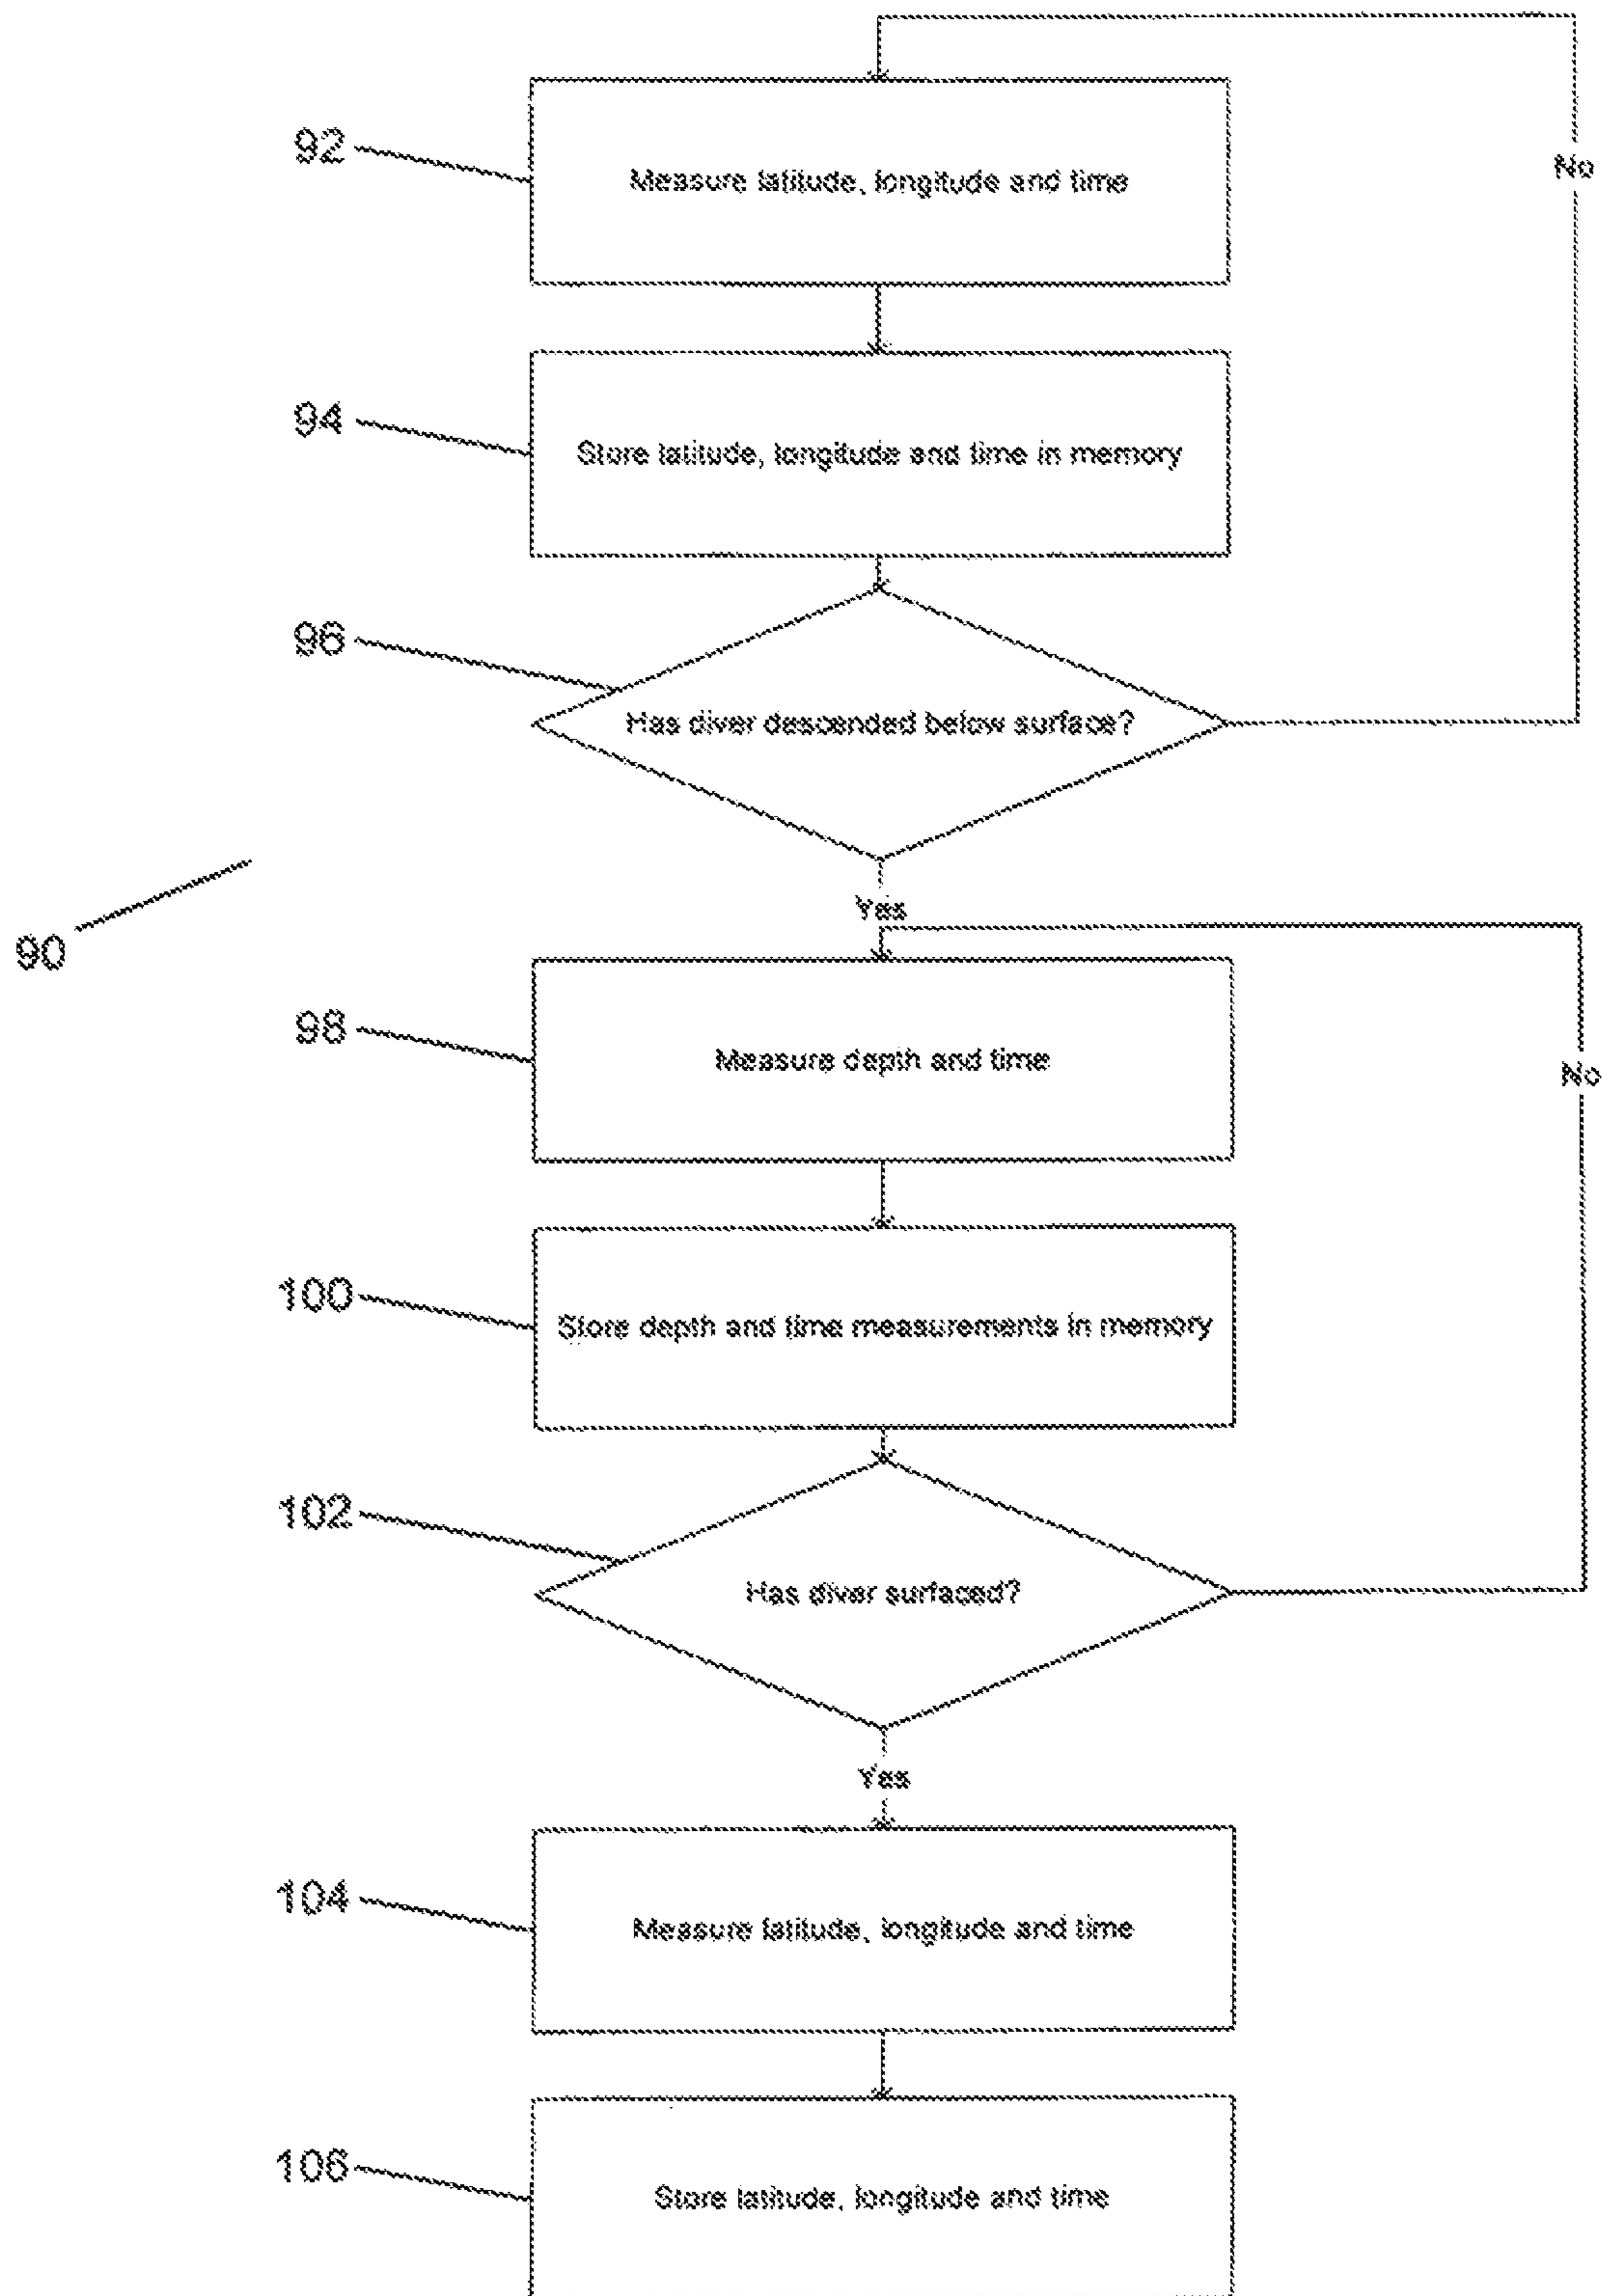 No
92
Measure latitude, longitude and time
94
Store latitude, longitude and time in memory
96
Has diver descended below surface?
Yes
90
98
Measure depth and time
No
100
Store depth and time measurements in memory
102
Has diver surfaced?
Yes
104
Measure latitude, longitude and time
106
Store latitude, longitude and time